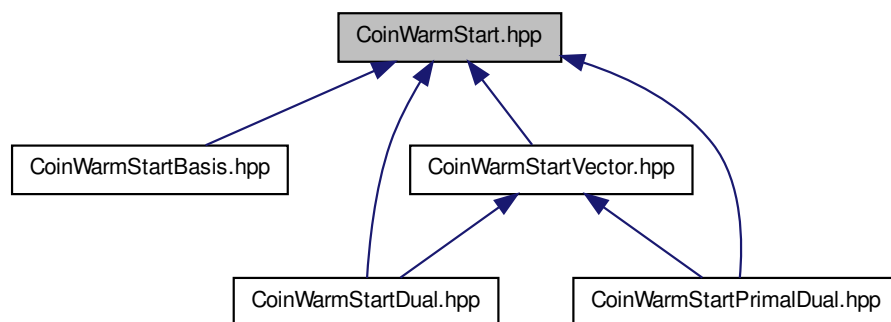 CoinWarmStart.hpp
CoinWarmStartBasis.hpp
CoinWarmStartVector.hpp
CoinWarmStartDual.hpp
CoinWarmStartPrimalDual.hpp